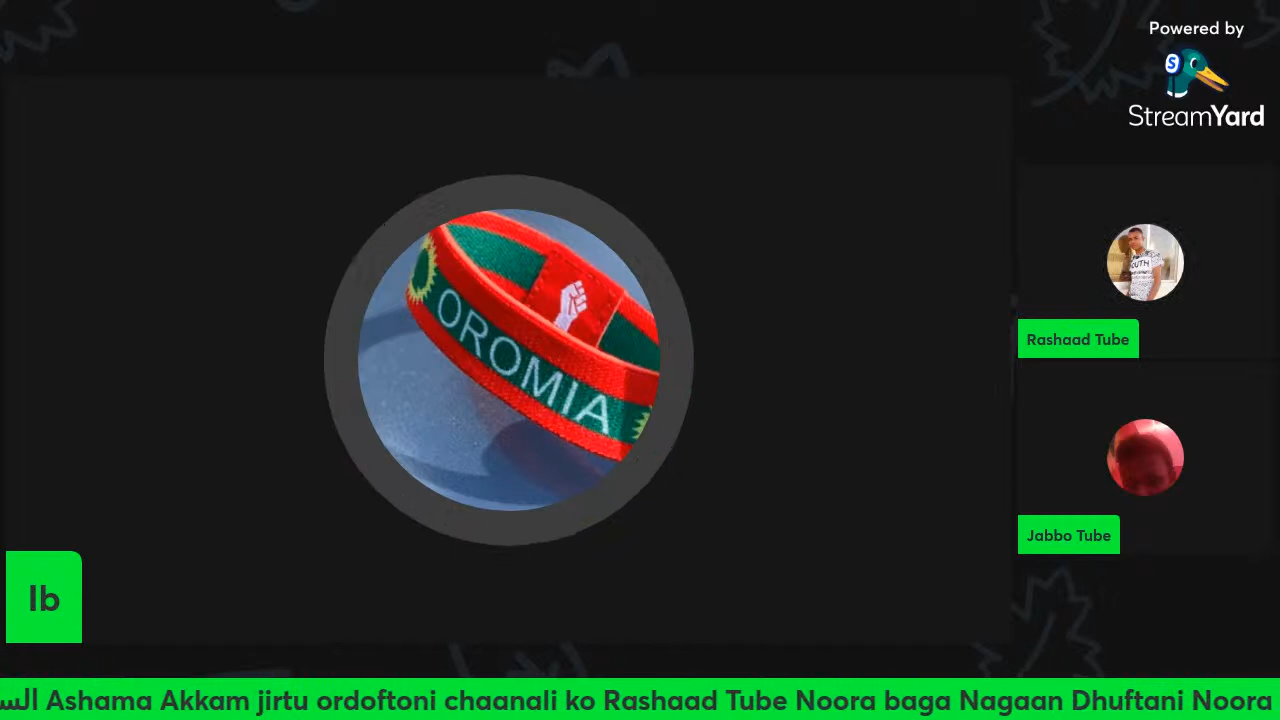 Powered by
S
StreamYard
OROMIA
OUTH
Rashaad Tube
Jabbo Tube
Ib
Ashama Akkam jirtu ordoftoni chaanali ko Rashaad Tube Noora baga Nagaan Dhuftani Noora